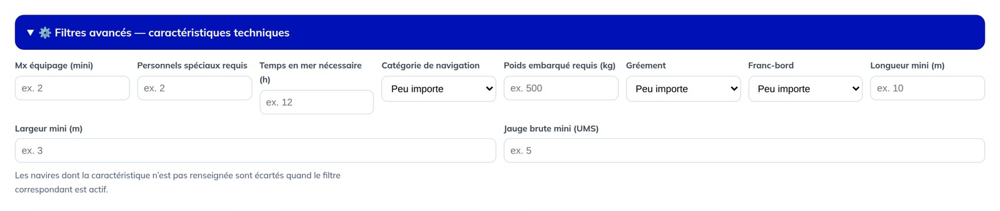 ▼ ⚙️ Filtres avancés — caractéristiques techniques
Mx équipage (mini)
ex. 2
Personnels spéciaux requis
ex. 2
Temps en mer nécessaire
(h)
ex. 12
Catégorie de navigation
Peu importe
Poids embarqué requis (kg)
ex. 500
Gréement
Peu importe
Franc-bord
Peu importe
Longueur mini (m)
ex. 10
Largeur mini (m)
ex. 3
Jauge brute mini (UMS)
ex. 5
Les navires dont la caractéristique n’est pas renseignée sont écartés quand le filtre
correspondant est actif.